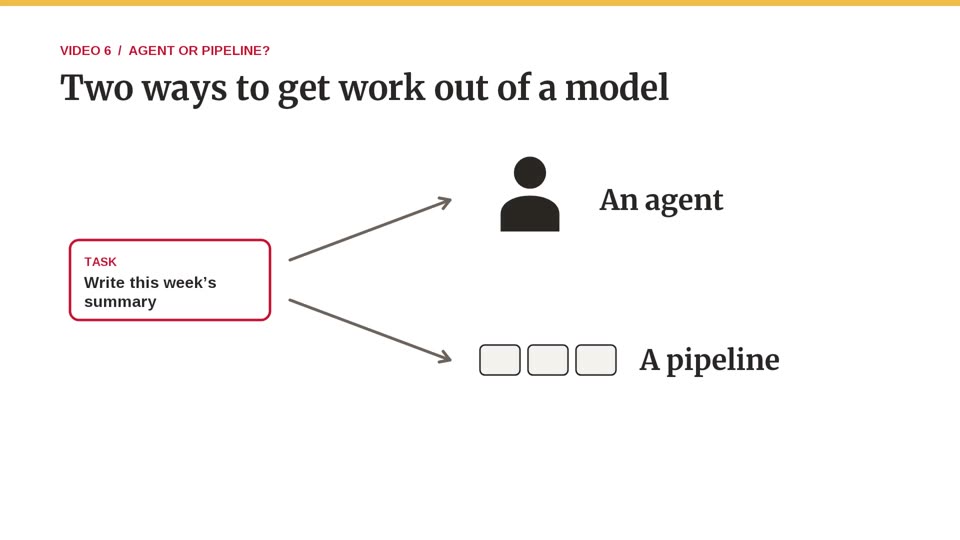 VIDEO 6 / AGENT OR PIPELINE?
Two ways to get work out of a model
An agent
TASK
Write this week’s
summary
A pipeline